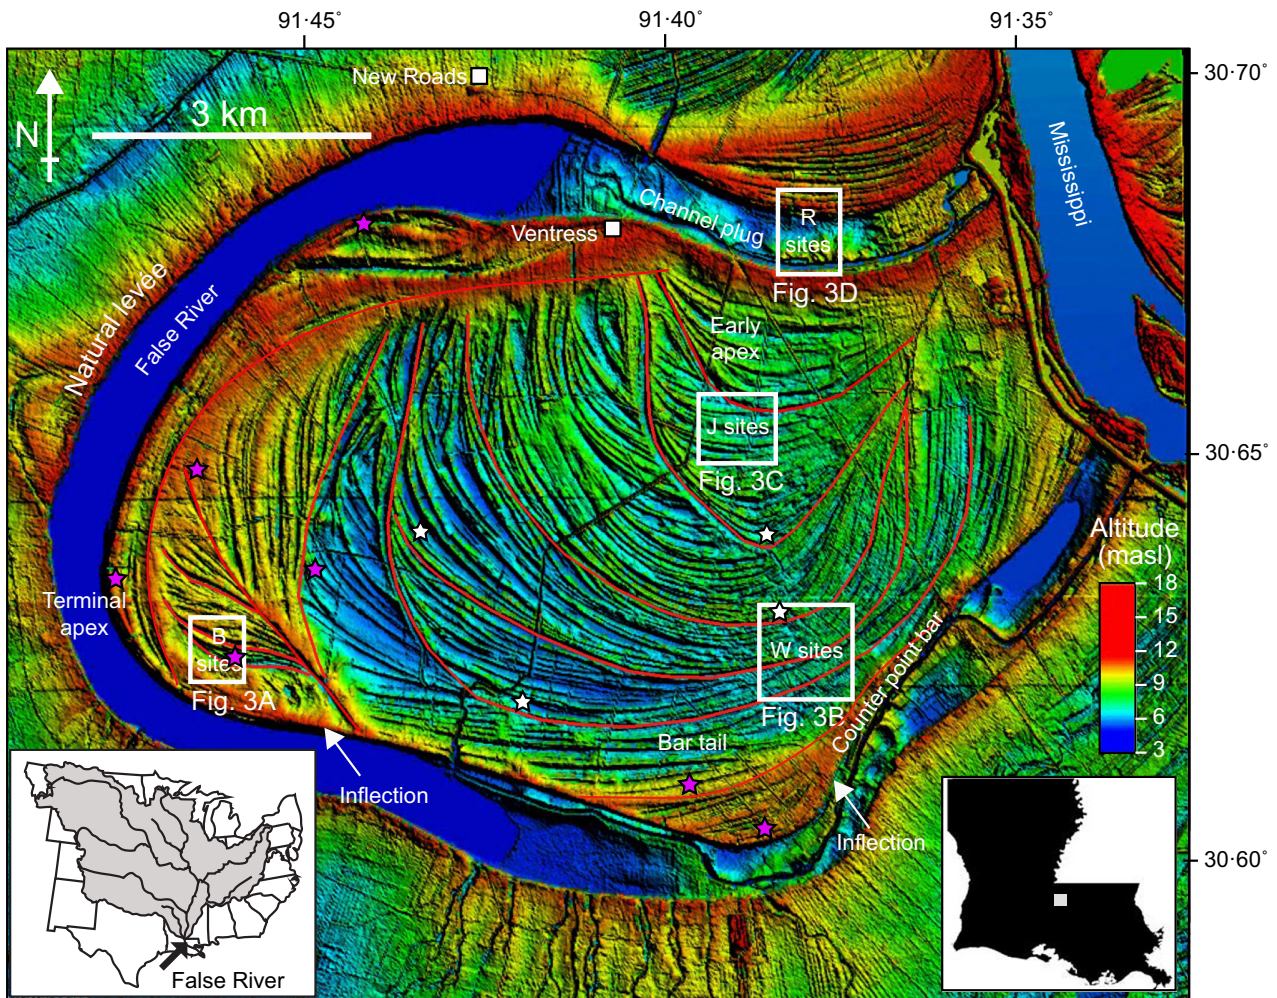 91·45°
91·40°
91·35°
New Roads
30·70°
3 km
N
Mississippi
Channel plug
R
sites
Ventress
Fig. 3D
Natural levée
False River
Early
apex
J sites
30·65°
Fig. 3C
Altitude
(masl)
18
15
12
9
6
3
Terminal
apex
B
sites
W sites
Counter point bar
Fig. 3A
Fig. 3B
Bar tail
Inflection
Inflection
30·60°
False River